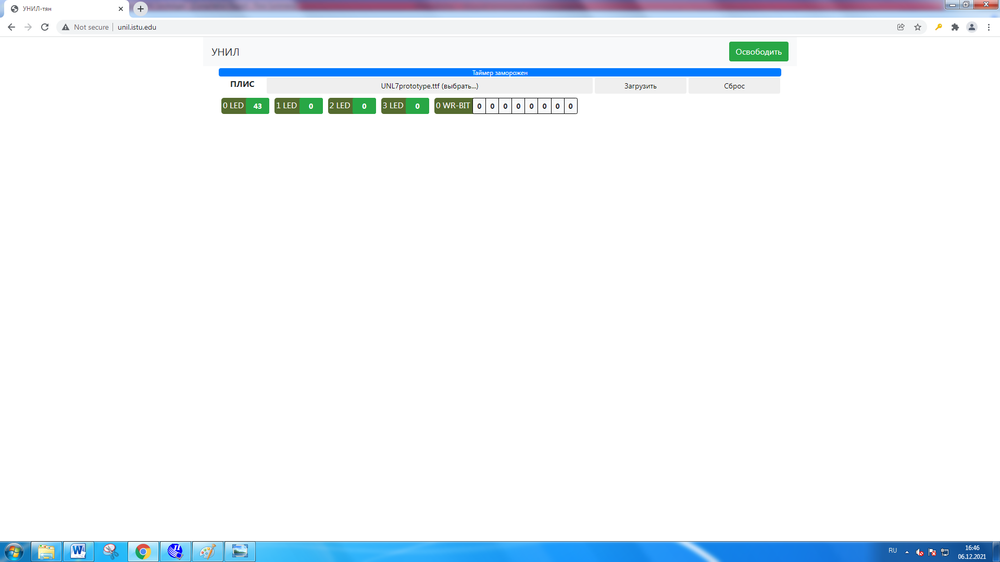 УНИЛ-тян
Not secure unil.istu.edu
УНИЛ Освободить
Таймер заморожен
ПЛИС UNL7prototype.ttf (выбрать...) Загрузить Сброс
0 LED 43 1 LED 0 2 LED 0 3 LED 0 0 WR-BIT 0 0 0 0 0 0 0 0
RU 16:46
06.12.2021